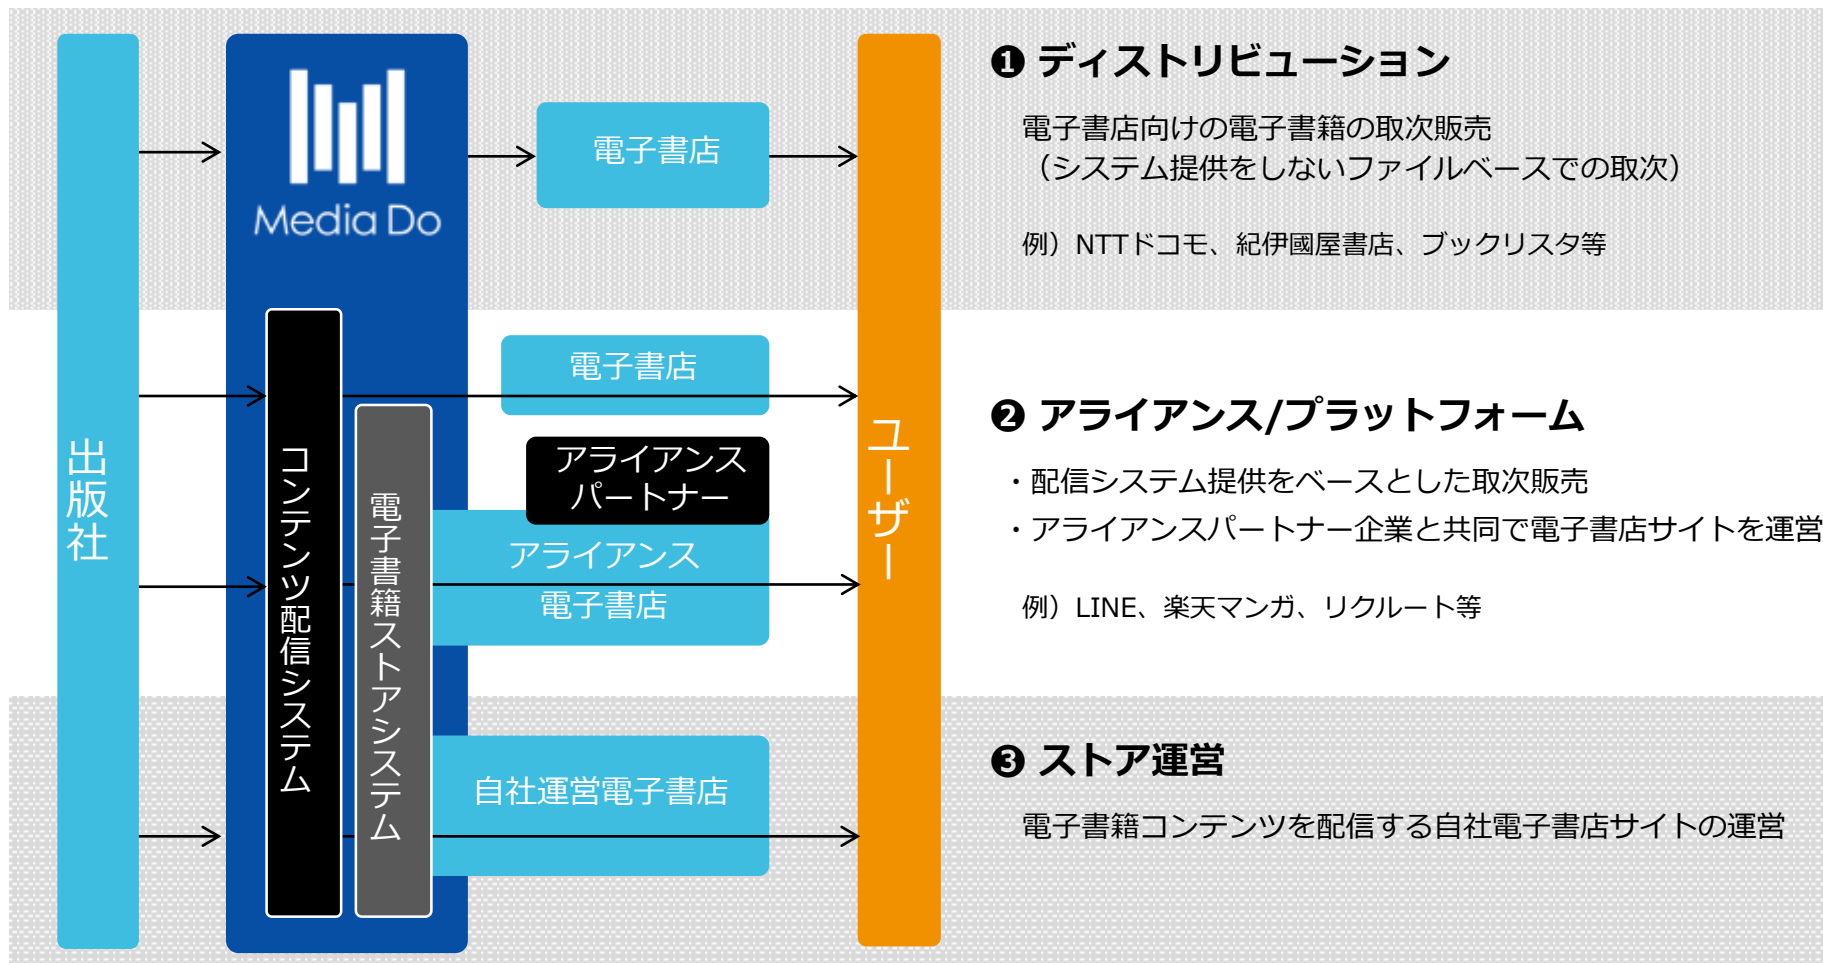 出版社
Media Do
コンテンツ配信システム
電子書籍ストアシステム
電子書店
電子書店
アライアンス
パートナー
アライアンス
電子書店
自社運営電子書店
ユーザー
❶ ディストリビューション
電子書店向けの電子書籍の取次販売
（システム提供をしないファイルベースでの取次）
例）NTTドコモ、紀伊國屋書店、ブックリスタ等
❷ アライアンス/プラットフォーム
・配信システム提供をベースとした取次販売
・アライアンスパートナー企業と共同で電子書店サイトを運営
例）LINE、楽天マンガ、リクルート等
❸ ストア運営
電子書籍コンテンツを配信する自社電子書店サイトの運営